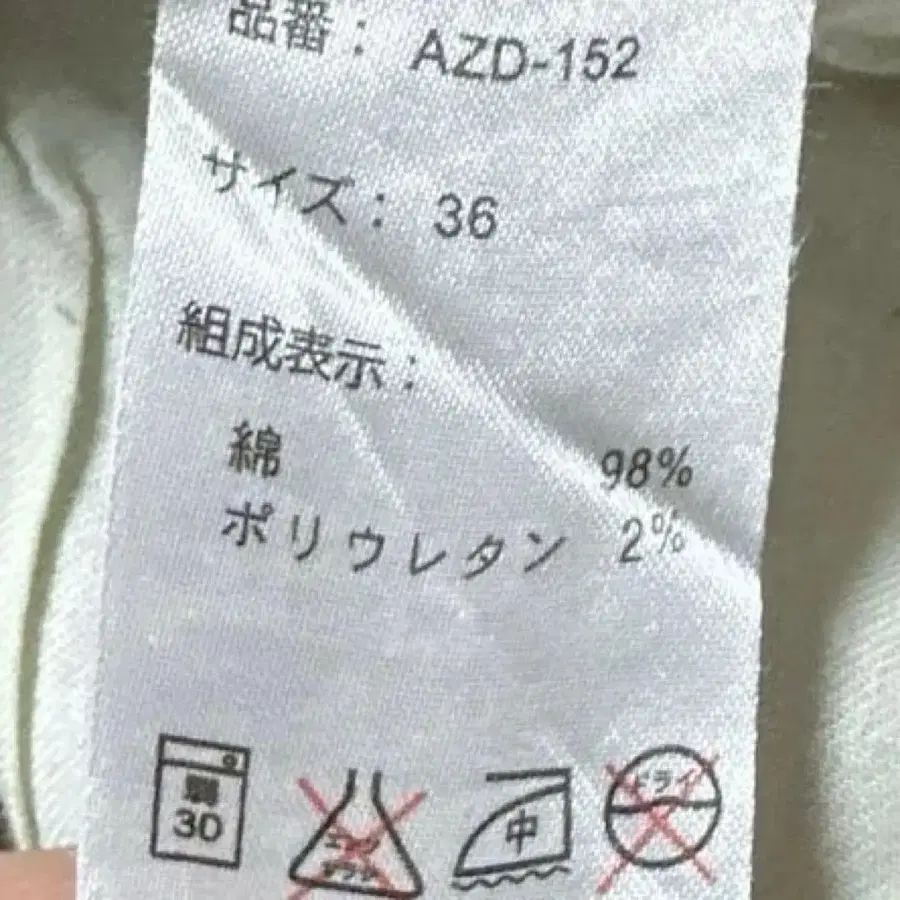 品番： AZD-152
サイズ： 36
組成表示：
綿 98%
ポリウレタン 2%
弱
30
中
ドライ